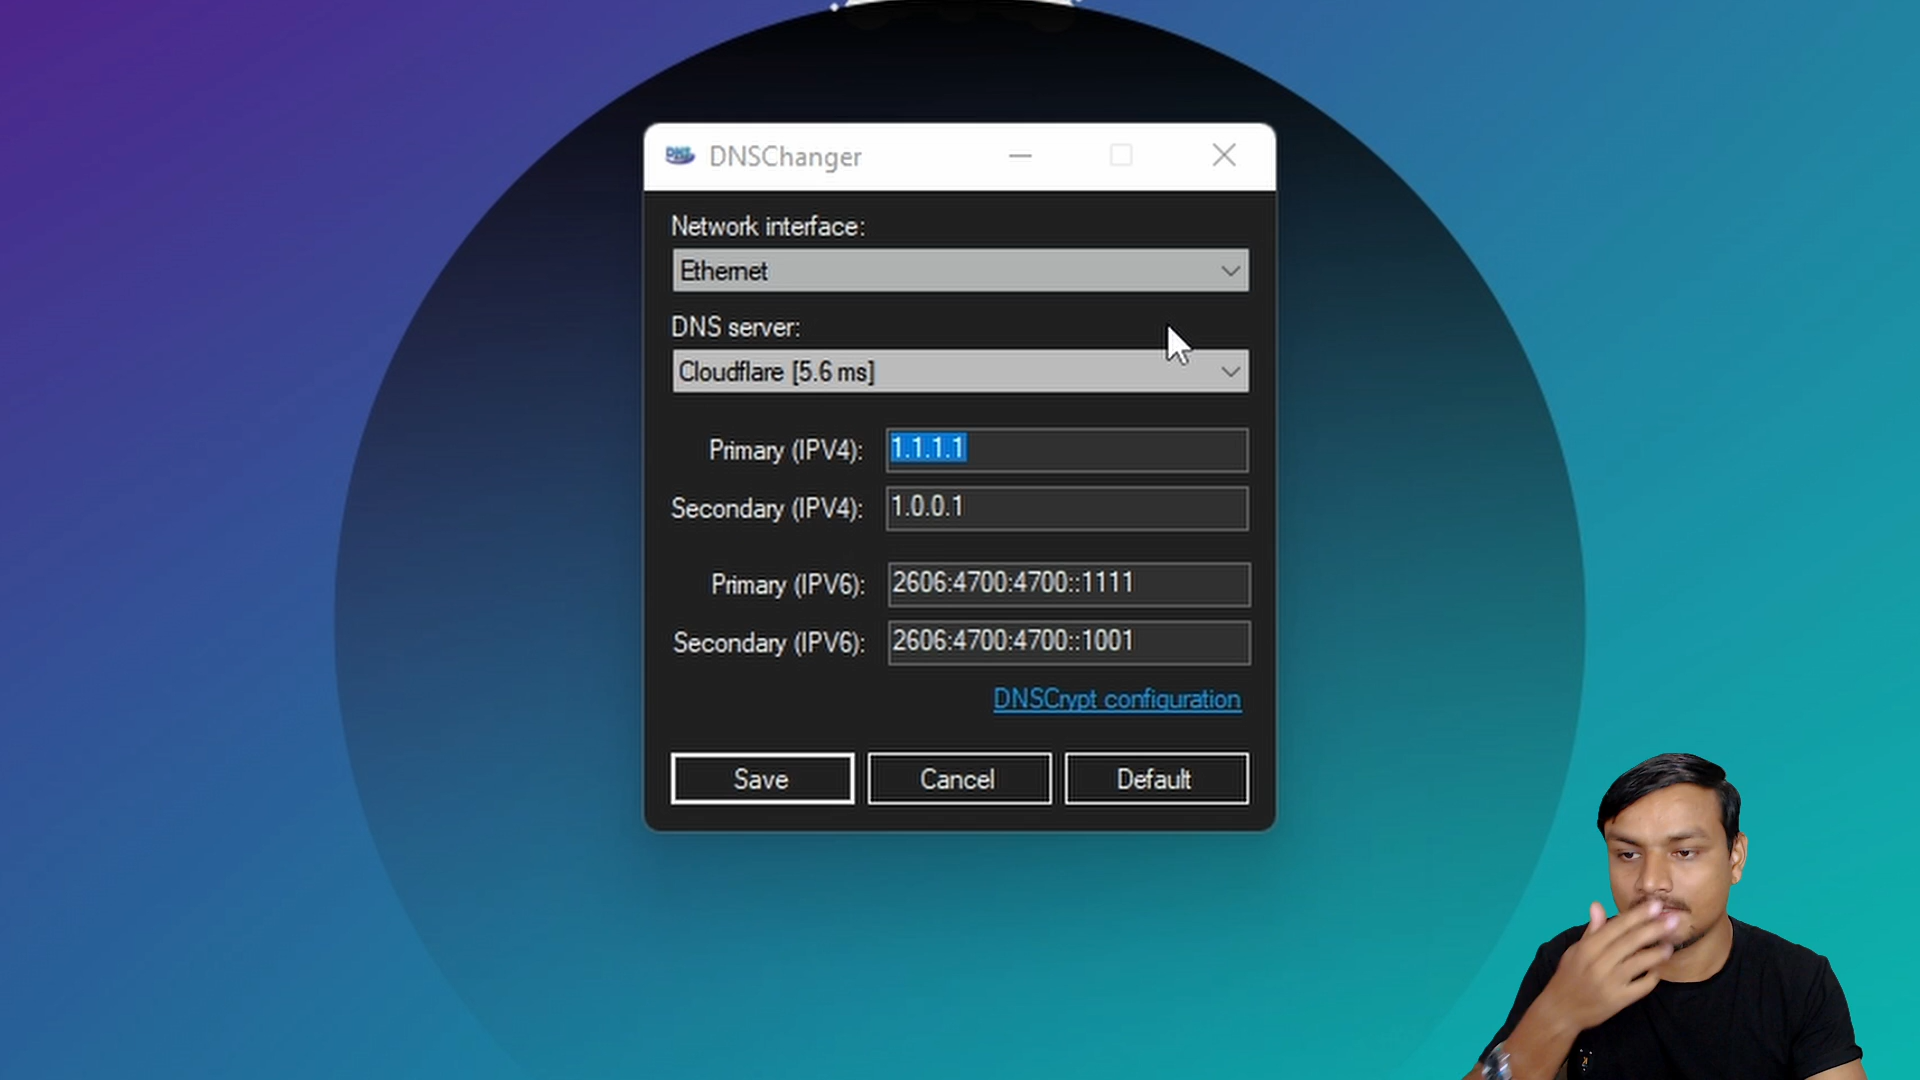 DNSChanger
Network interface:
Ethernet
DNS server:
Cloudflare [5.6 ms]
Primary (IPV4): 1.1.1.1
Secondary (IPV4): 1.0.0.1
Primary (IPV6): 2606:4700:4700::1111
Secondary (IPV6): 2606:4700:4700::1001
DNSCrypt configuration
Save Cancel Default